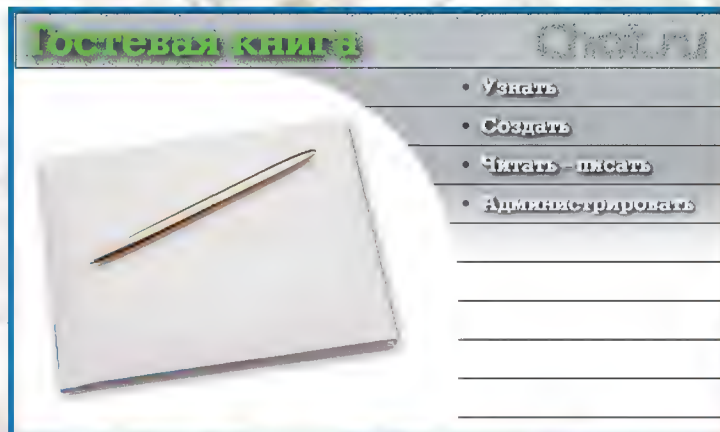 Гостевая книга
• Узнать
• Создать
• Читать - писать
• Администрировать